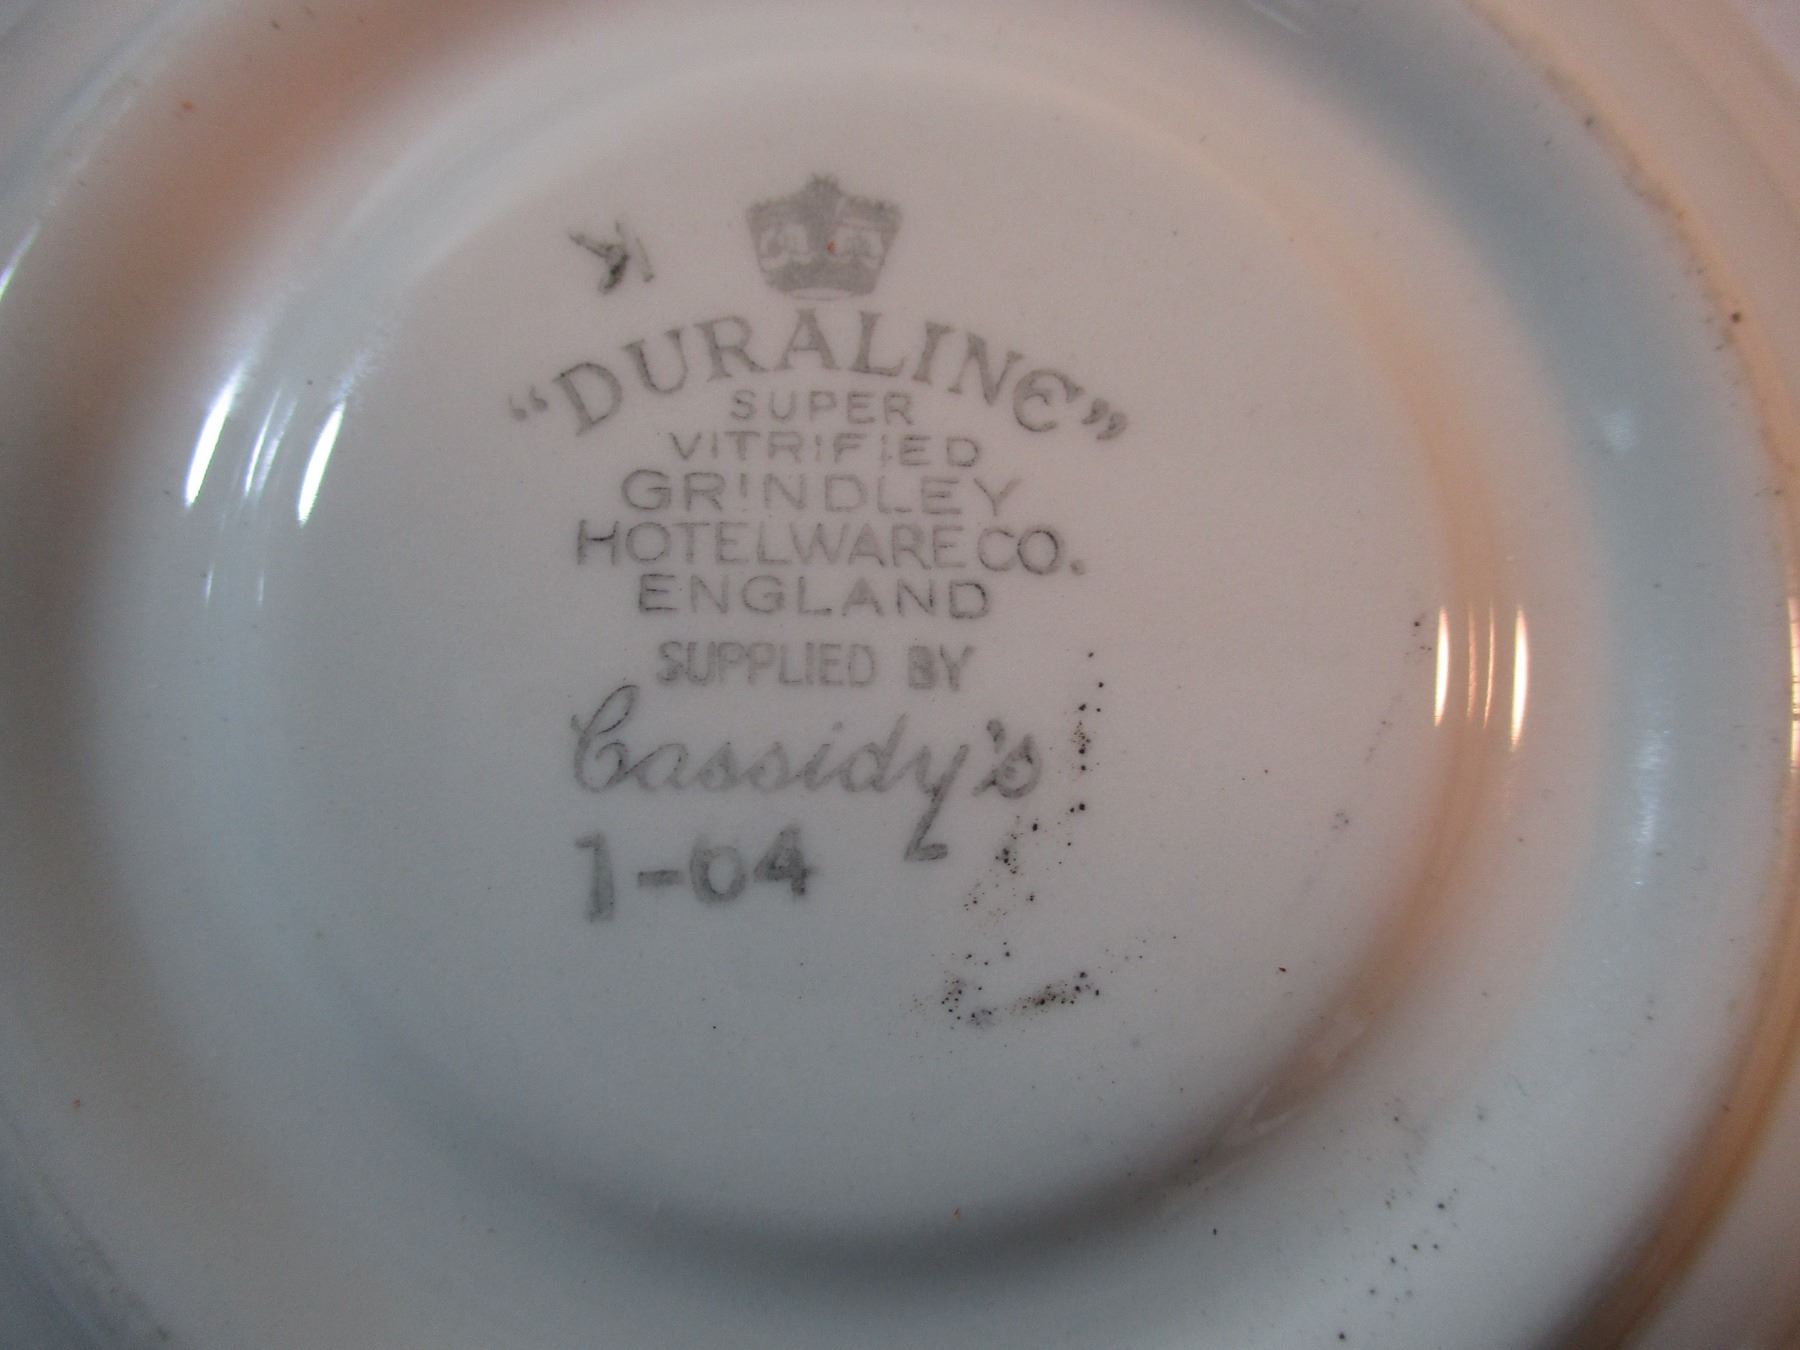 K
"DURALINE"
SUPER
VITRIFIED
GRINDLEY
HOTELWARE CO.
ENGLAND
SUPPLIED BY
Cassidy's
1-64